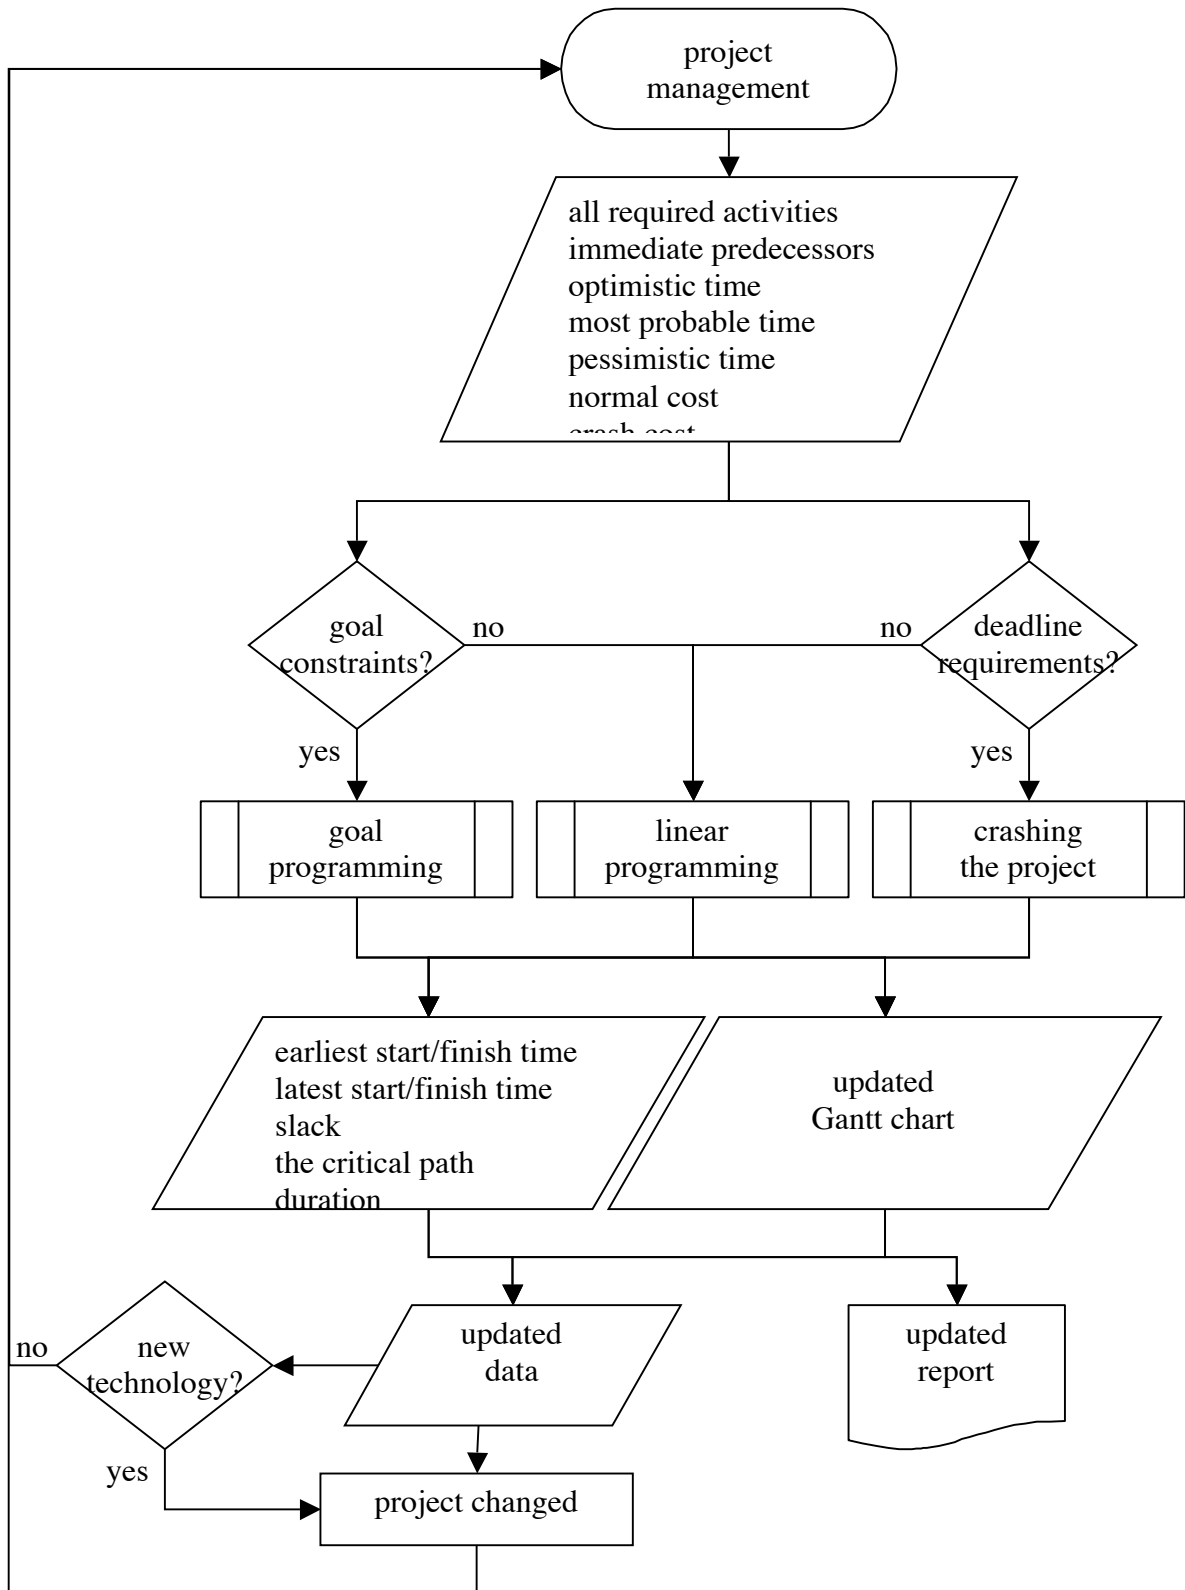 project
management
all required activities
immediate predecessors
optimistic time
most probable time
pessimistic time
normal cost
crash cost
goal
constraints?
no
no
deadline
requirements?
yes
yes
goal
programming
linear
programming
crashing
the project
earliest start/finish time
latest start/finish time
slack
the critical path
duration
updated
Gantt chart
no
new
technology?
updated
data
updated
report
yes
project changed